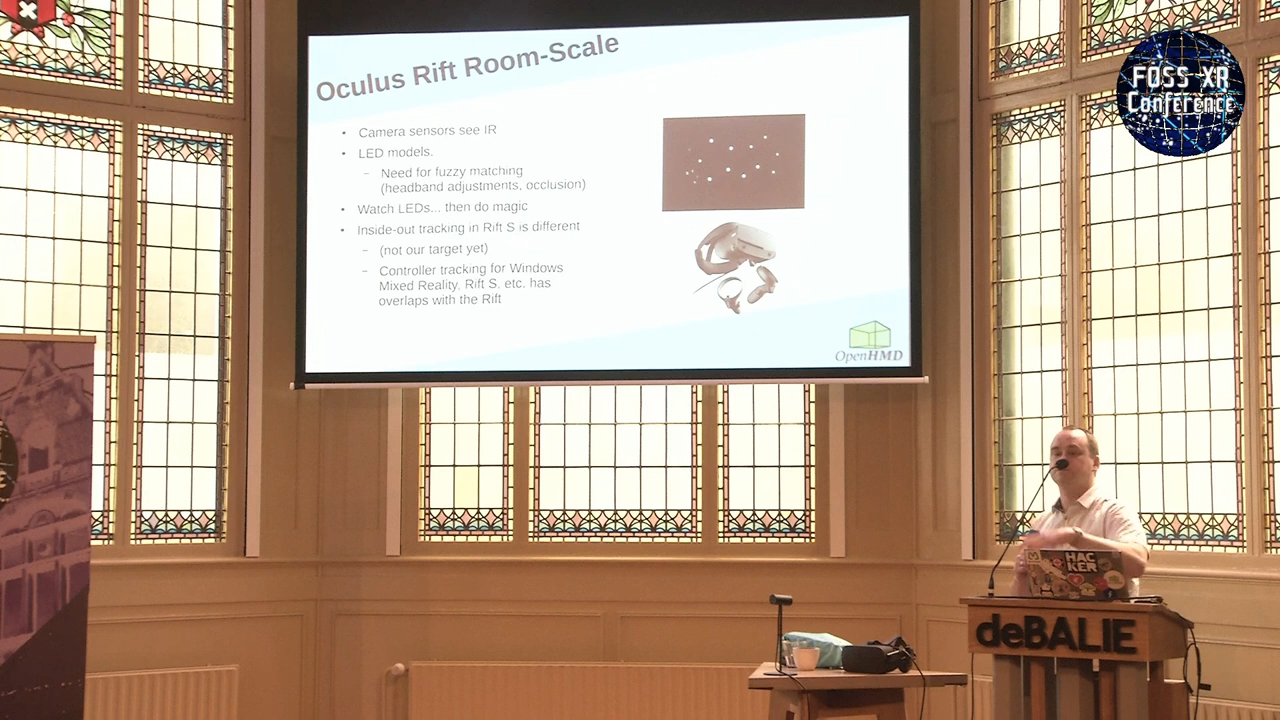 Oculus Rift Room-Scale
• Camera sensors see IR
• LED models.
– Need for fuzzy matching
(headband adjustments, occlusion)
• Watch LEDs... then do magic
• Inside-out tracking in Rift S is different
– (not our target yet)
– Controller tracking for Windows
Mixed Reality, Rift S, etc. has
overlaps with the Rift
OpenHMD
FOSS XR
Conference
HAC
KER
deBALIE